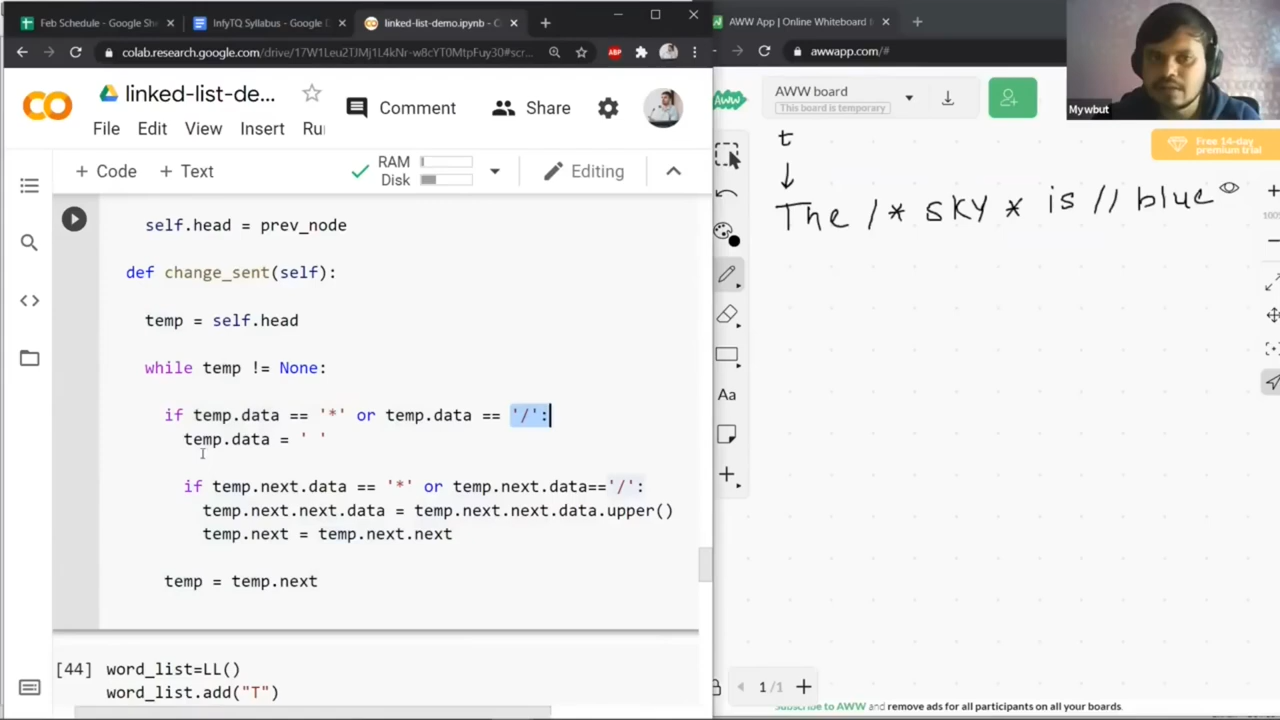 Feb Schedule - Google She
InfyTQ Syllabus - Google D
linked-list-demo.ipynb - C
AWW App | Online Whiteboard
colab.research.google.com/drive/17W1Leu2TJMj1L4kNr-w8cYT0MtpFuy30#scr...
ABP
awwapp.com/#
CO
linked-list-de...
Comment
Share
File
Edit
View
Insert
Ru
+ Code
+ Text
RAM
Disk
Editing
self.head = prev_node
def change_sent(self):
temp = self.head
while temp != None:
if temp.data == '*' or temp.data == '/':
temp.data = ' '
if temp.next.data == '*' or temp.next.data=='/':
temp.next.next.data = temp.next.next.data.upper()
temp.next = temp.next.next
temp = temp.next
[44]
word_list=LL()
word_list.add("T")
AWW
AWW board
This board is temporary
Mywbut
Free 14-day
premium trial
t
The /* sky * is // blue
Aa
1/1
Subscribe to AWW and remove ads for all participants on all your boards.